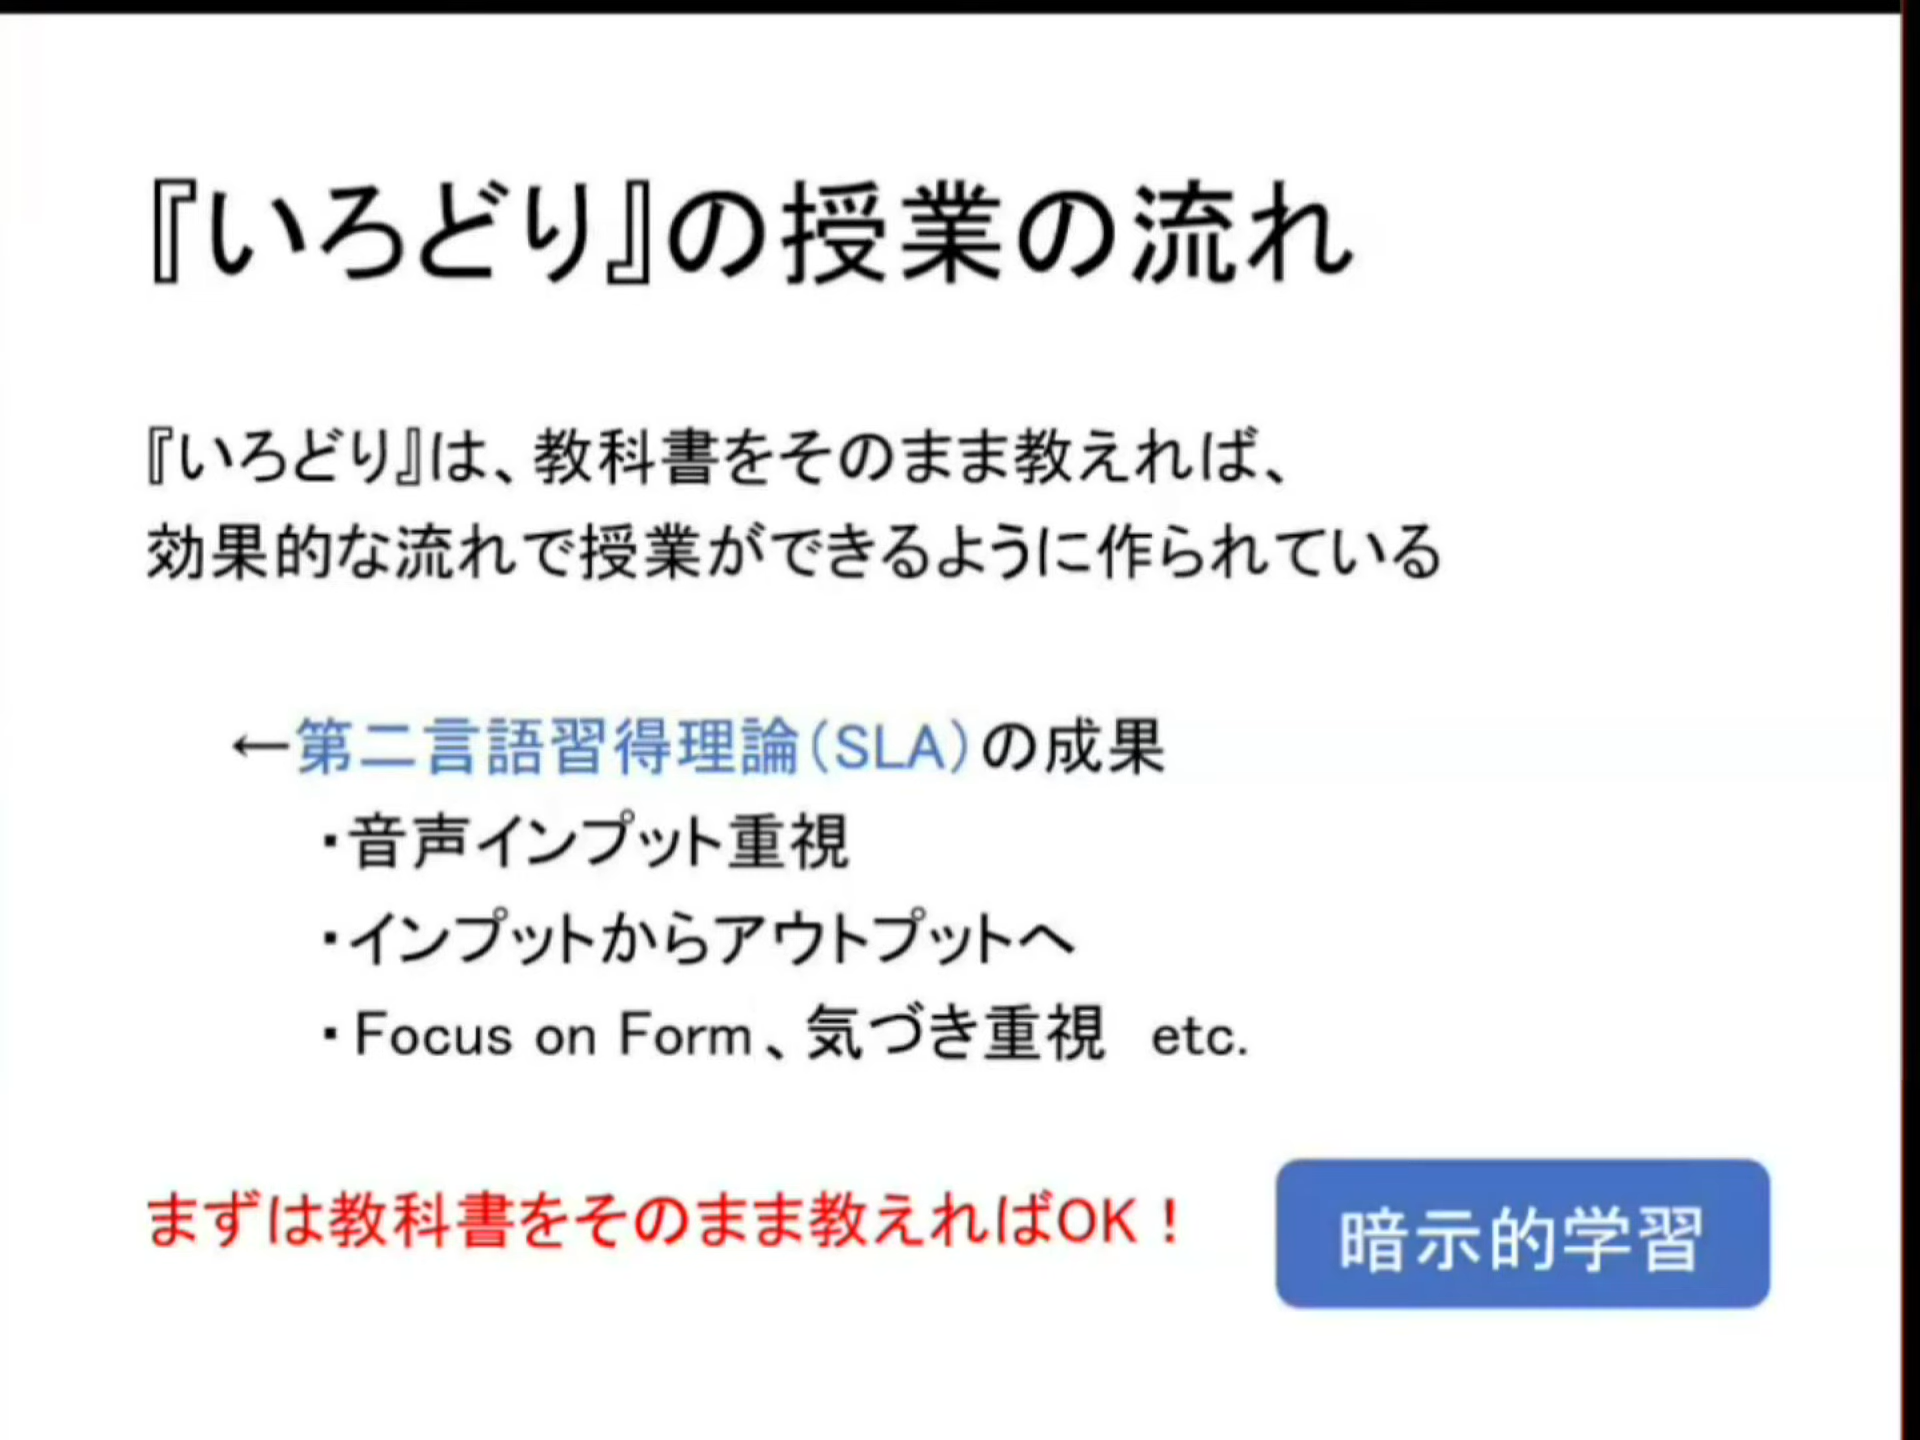 『いろどり』の授業の流れ
『いろどり』は、教科書をそのまま教えれば、
効果的な流れで授業ができるように作られている
←第二言語習得理論(SLA)の成果
・音声インプット重視
・インプットからアウトプットへ
・Focus on Form、気づき重視　etc.
まずは教科書をそのまま教えればOK！
暗示的学習